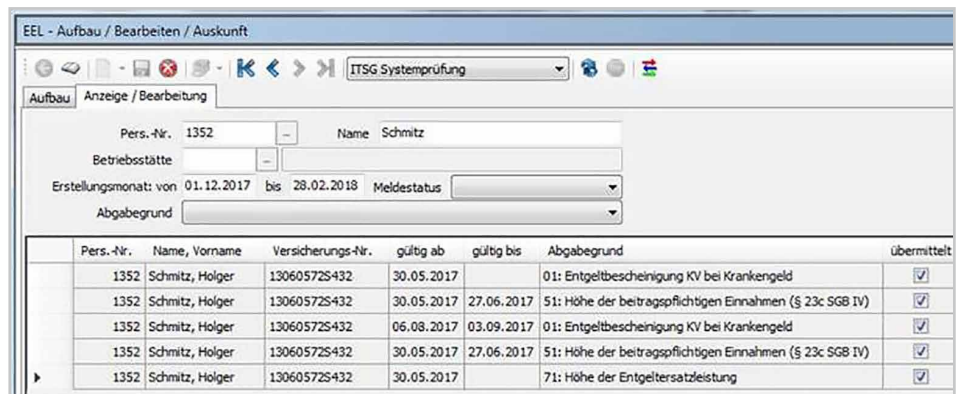 EEL - Aufbau / Bearbeiten / Auskunft
ITSG Systemprüfung
Aufbau Anzeige / Bearbeitung
Pers.-Nr. 1352 ... Name Schmitz
Betriebsstätte ...
Erstellungsmonat: von 01.12.2017 bis 28.02.2018 Meldestatus
Abgabegrund
Pers.-Nr. Name, Vorname Versicherungs-Nr. gültig ab gültig bis Abgabegrund übermittelt
1352 Schmitz, Holger 13060572S432 30.05.2017 01: Entgeltbescheinigung KV bei Krankengeld
1352 Schmitz, Holger 13060572S432 30.05.2017 27.06.2017 51: Höhe der beitragspflichtigen Einnahmen (§ 23c SGB IV)
1352 Schmitz, Holger 13060572S432 06.08.2017 03.09.2017 01: Entgeltbescheinigung KV bei Krankengeld
1352 Schmitz, Holger 13060572S432 30.05.2017 27.06.2017 51: Höhe der beitragspflichtigen Einnahmen (§ 23c SGB IV)
1352 Schmitz, Holger 13060572S432 30.05.2017 71: Höhe der Entgeltersatzleistung